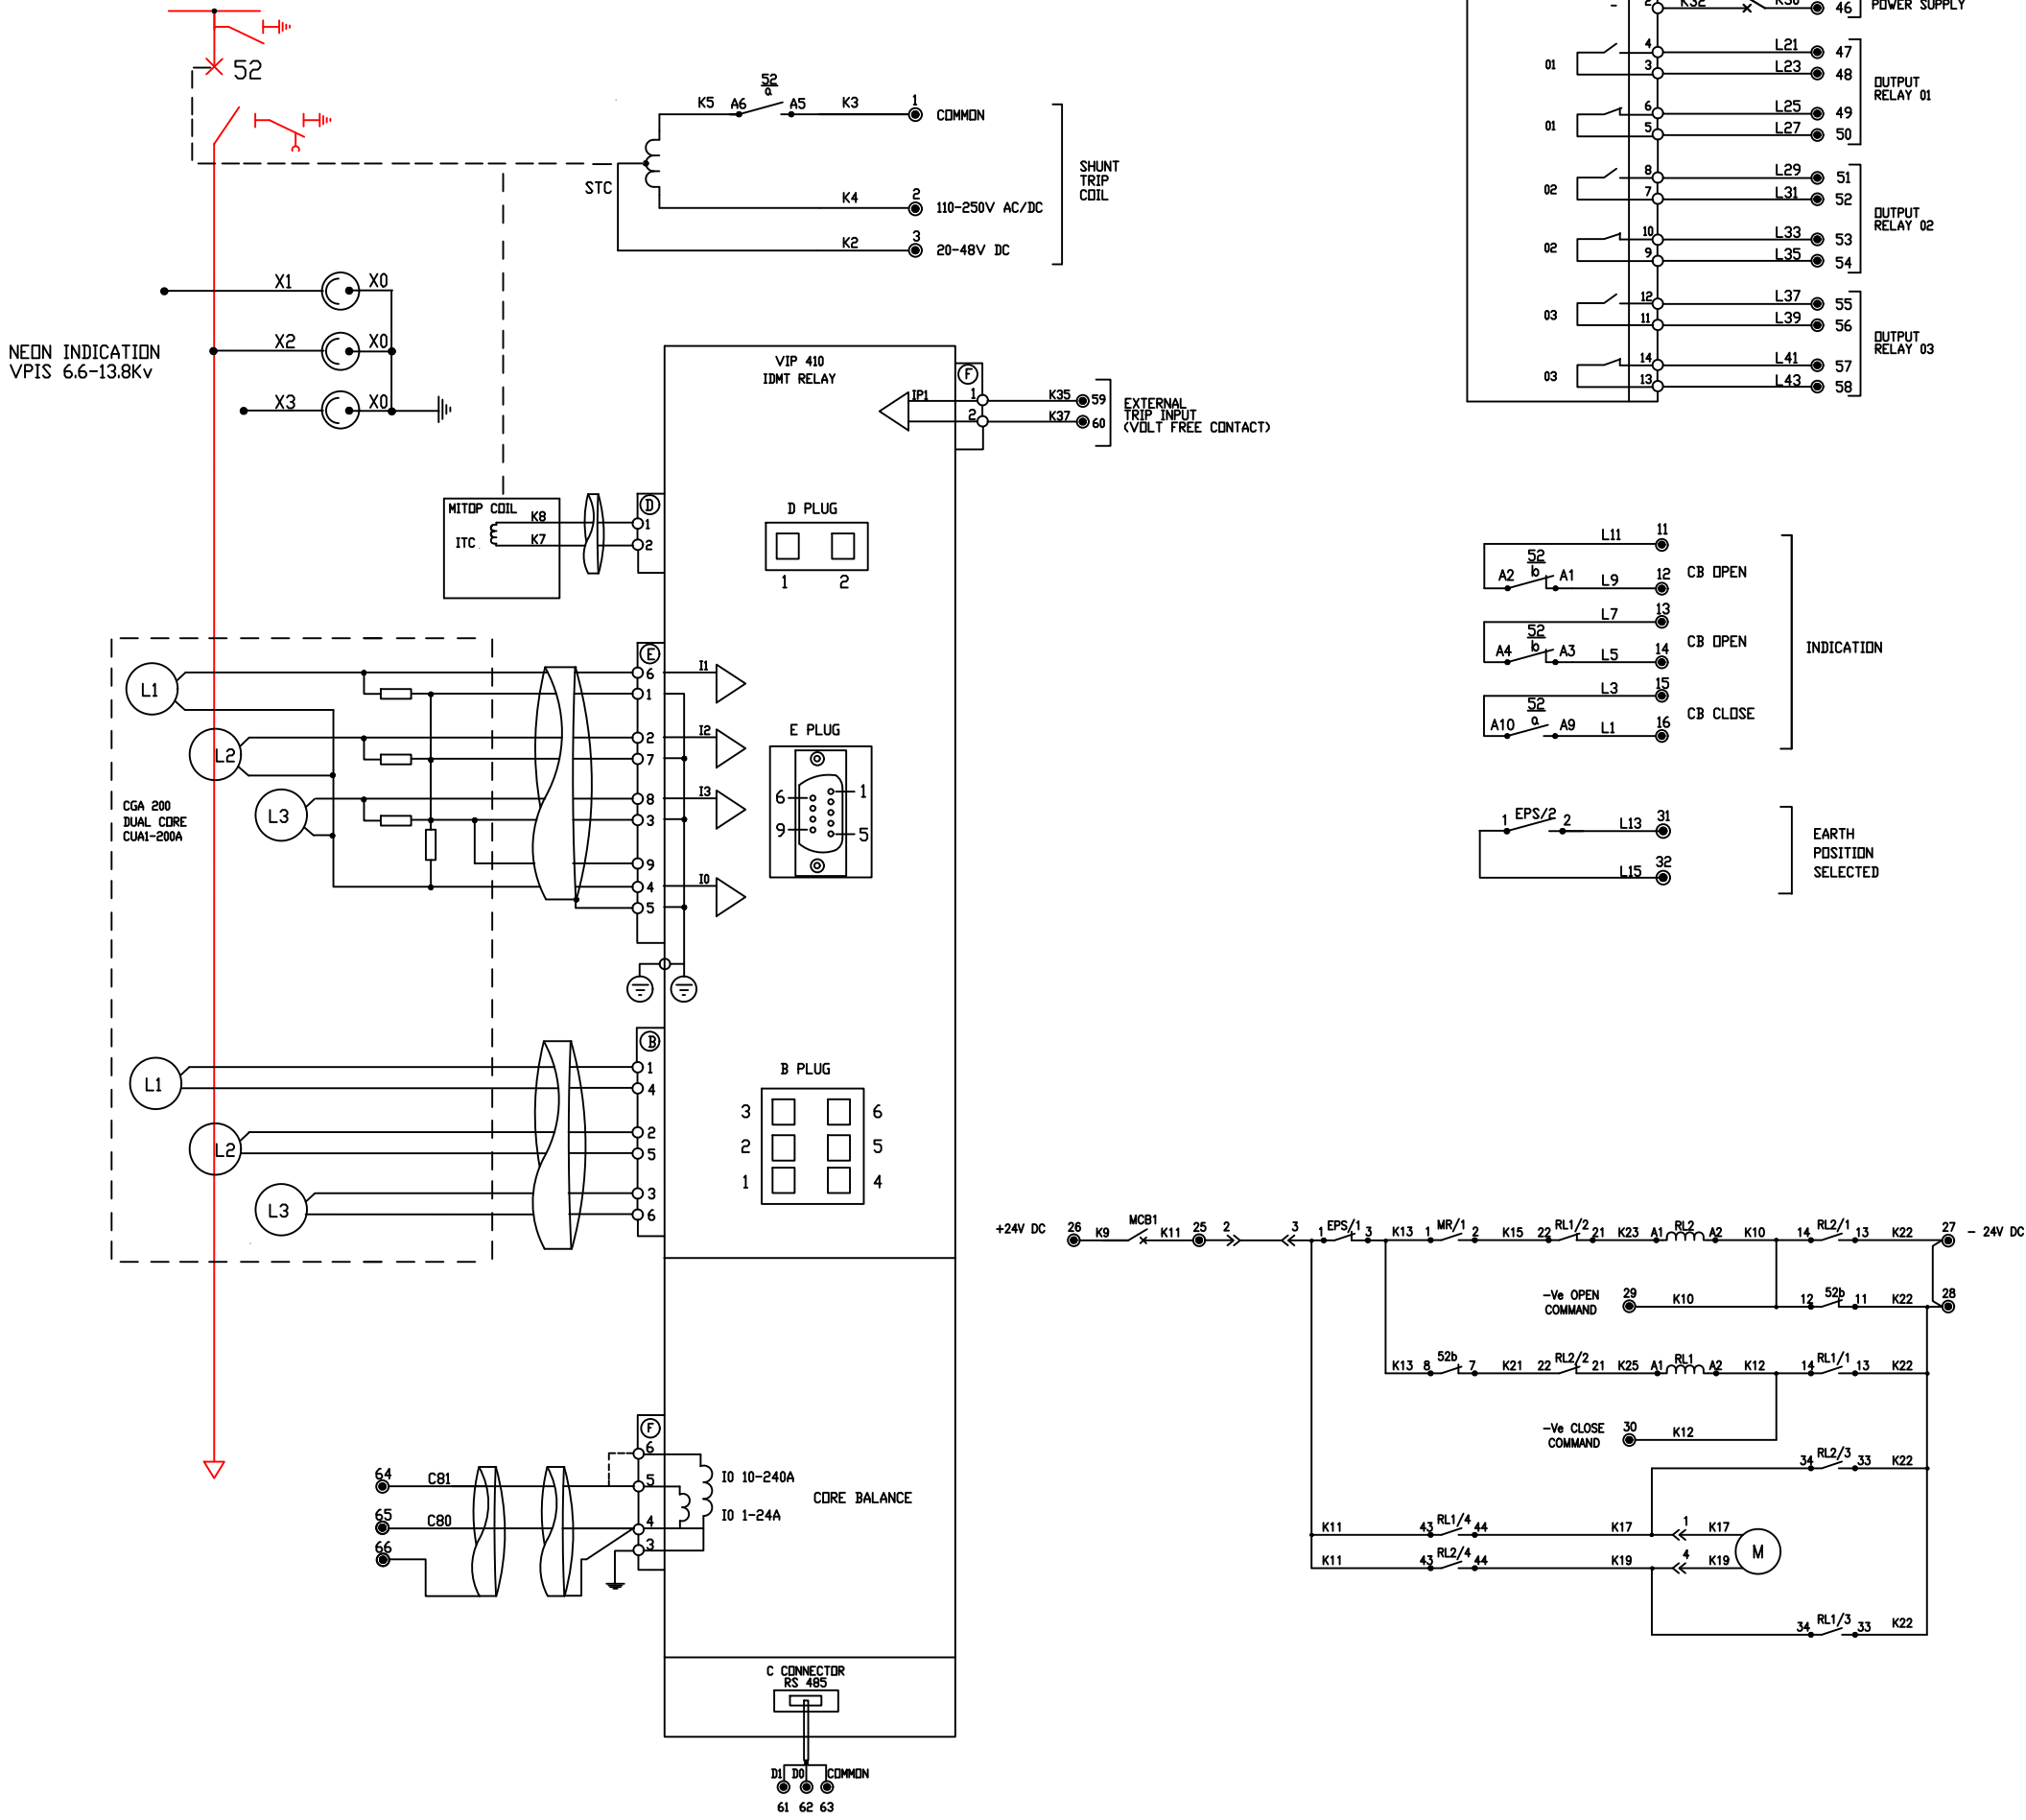 52
NEON INDICATION
VPIS 6.6-13.8Kv
X1 X0
X2 X0
X3 X0
STC
K5 A6 52 a A5 K3 1 COMMON
K4 2 110-250V AC/DC
K2 3 20-48V DC
SHUNT
TRIP
COIL
VIP 410
IDMT RELAY
F
IP1 1 K35 59
2 K37 60
EXTERNAL
TRIP INPUT
(VOLT FREE CONTACT)
MITOP COIL
ITC
K8
K7
D
1
2
D PLUG
1 2
CGA 200
DUAL CORE
CUA1-200A
L1
L2
L3
E
6 I1
1
2 I2
7
8 I3
3
9
4 I0
5
E PLUG
6 1
9 5
L1
L2
L3
B
1
4
2
5
3
6
B PLUG
3 6
2 5
1 4
F
6
5
4
3
64 C81
65 C80
66
I0 10-240A
I0 1-24A
CORE BALANCE
C CONNECTOR
RS 485
D1 D0 COMMON
61 62 63
- 2 K32 K30 46 POWER SUPPLY
01 4 L21 47
3 L23 48
01 6 L25 49
5 L27 50
OUTPUT
RELAY 01
02 8 L29 51
7 L31 52
02 10 L33 53
9 L35 54
OUTPUT
RELAY 02
03 12 L37 55
11 L39 56
03 14 L41 57
13 L43 58
OUTPUT
RELAY 03
L11 11
A2 52 b A1 L9 12
CB OPEN
L7 13
A4 52 b A3 L5 14
CB OPEN
L3 15
A10 52 a A9 L1 16
CB CLOSE
INDICATION
1 EPS/2 2 L13 31
L15 32
EARTH
POSITION
SELECTED
+24V DC 26 K9 MCB1 K11 25 2 3 1 EPS/1 3 K13 1 MR/1 2 K15 22 RL1/2 21 K23 A1 RL2 A2 K10 14 RL2/1 13 K22 27 - 24V DC
-Ve OPEN
COMMAND
29 K10 12 52b 11 K22 28
K13 8 52b 7 K21 22 RL2/2 21 K25 A1 RL1 A2 K12 14 RL1/1 13 K22
-Ve CLOSE
COMMAND
30 K12
34 RL2/3 33 K22
K11 43 RL1/4 44 K17 1 K17
K11 43 RL2/4 44 K19 4 K19
M
34 RL1/3 33 K22